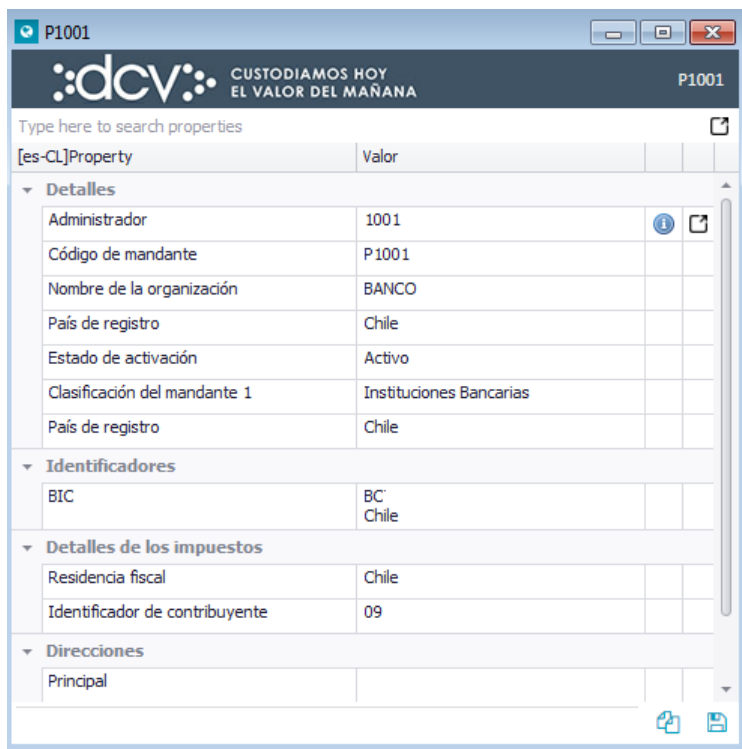 P1001
dcv
CUSTODIAMOS HOY
EL VALOR DEL MAÑANA
P1001
Type here to search properties
[es-CL]Property Valor
Detalles
Administrador 1001
Código de mandante P1001
Nombre de la organización BANCO
País de registro Chile
Estado de activación Activo
Clasificación del mandante 1 Instituciones Bancarias
País de registro Chile
Identificadores
BIC BC
Chile
Detalles de los impuestos
Residencia fiscal Chile
Identificador de contribuyente 09
Direcciones
Principal